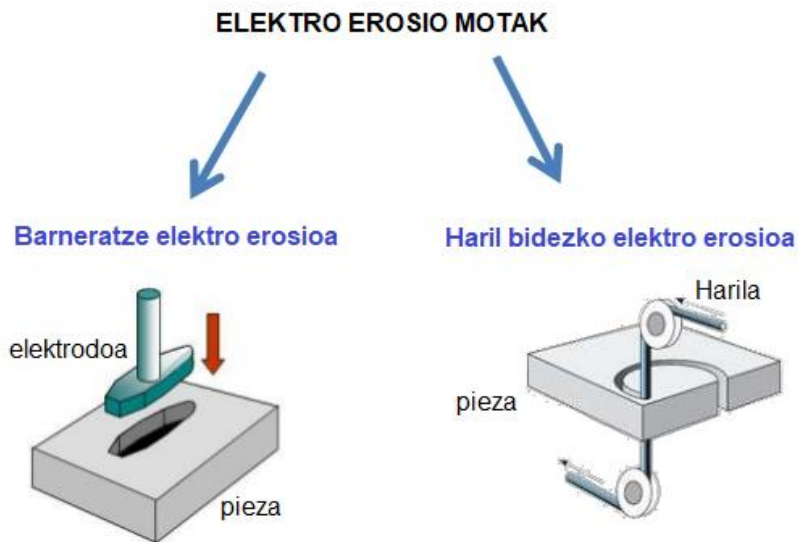 ELEKTRO EROSIO MOTAK
Barneratze elektro erosioa
Haril bidezko elektro erosioa
elektrodoa
pieza
Harila
pieza